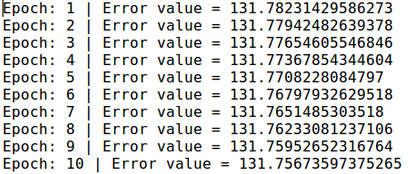 Epoch: 1 | Error value = 131.78231429586273
Epoch: 2 | Error value = 131.77942482639378
Epoch: 3 | Error value = 131.77654605546846
Epoch: 4 | Error value = 131.77367854344604
Epoch: 5 | Error value = 131.7708228084797
Epoch: 6 | Error value = 131.76797932629518
Epoch: 7 | Error value = 131.7651485303518
Epoch: 8 | Error value = 131.76233081237106
Epoch: 9 | Error value = 131.75952652316764
Epoch: 10 | Error value = 131.75673597375265